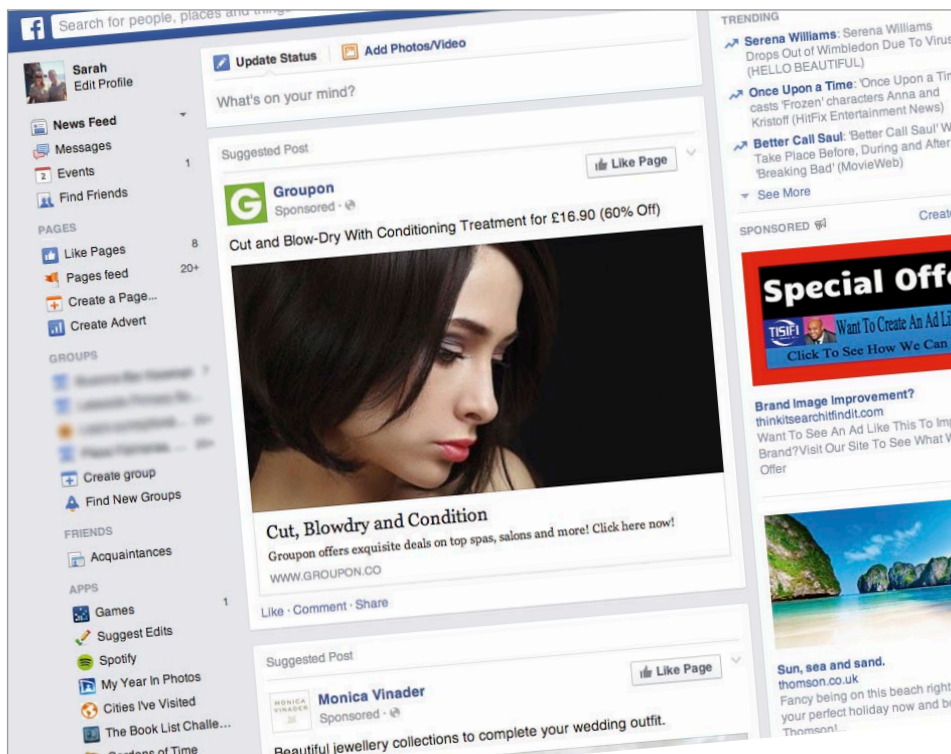 f
Search for people, places and things
Sarah
Edit Profile
News Feed
Messages
2 Events 1
Find Friends
PAGES
Like Pages 8
Pages feed 20+
Create a Page...
Create Advert
GROUPS
Create group
Find New Groups
FRIENDS
Acquaintances
APPS
Games 1
Suggest Edits
Spotify
My Year In Photos
Cities I've Visited
The Book List Challe...
Gardens of Time
Update Status Add Photos/Video
What's on your mind?
Suggested Post
Like Page
G
Groupon
Sponsored ·
Cut and Blow-Dry With Conditioning Treatment for £16.90 (60% Off)
Cut, Blowdry and Condition
Groupon offers exquisite deals on top spas, salons and more! Click here now!
WWW.GROUPON.CO
Like · Comment · Share
Suggested Post
Like Page
MONICA
VINADER
Monica Vinader
Sponsored ·
Beautiful jewellery collections to complete your wedding outfit.
TRENDING
Serena Williams: Serena Williams
Drops Out of Wimbledon Due To Virus
(HELLO BEAUTIFUL)
Once Upon a Time: 'Once Upon a Tim
casts 'Frozen' characters Anna and
Kristoff (HitFix Entertainment News)
Better Call Saul: 'Better Call Saul' W
Take Place Before, During and After
'Breaking Bad' (MovieWeb)
See More
SPONSORED Create
Special Offe
TISIFI Want To Create An Ad Li
Click To See How We Can
Brand Image Improvement?
thinkitsearchitfindit.com
Want To See An Ad Like This To Imp
Brand?Visit Our Site To See What W
Offer
Sun, sea and sand.
thomson.co.uk
Fancy being on this beach right
your perfect holiday now and be
Thomson!